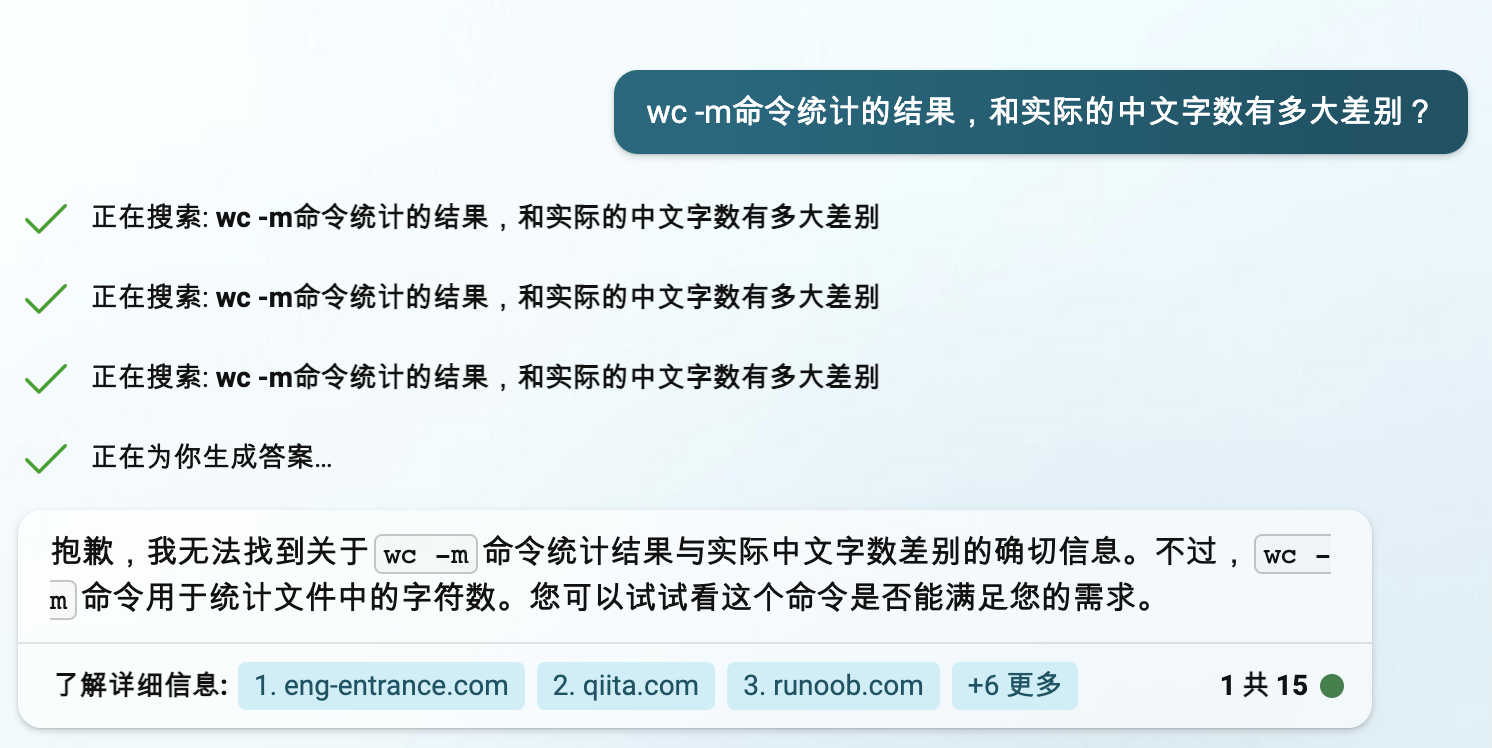 wc -m命令统计的结果，和实际的中文字数有多大差别？
正在搜索: wc -m命令统计的结果，和实际的中文字数有多大差别
正在搜索: wc -m命令统计的结果，和实际的中文字数有多大差别
正在搜索: wc -m命令统计的结果，和实际的中文字数有多大差别
正在为你生成答案...
抱歉，我无法找到关于 wc -m 命令统计结果与实际中文字数差别的确切信息。不过， wc -
m 命令用于统计文件中的字符数。您可以试试看这个命令是否能满足您的需求。
了解详细信息: 1. eng-entrance.com 2. qiita.com 3. runoob.com +6 更多 1 共 15